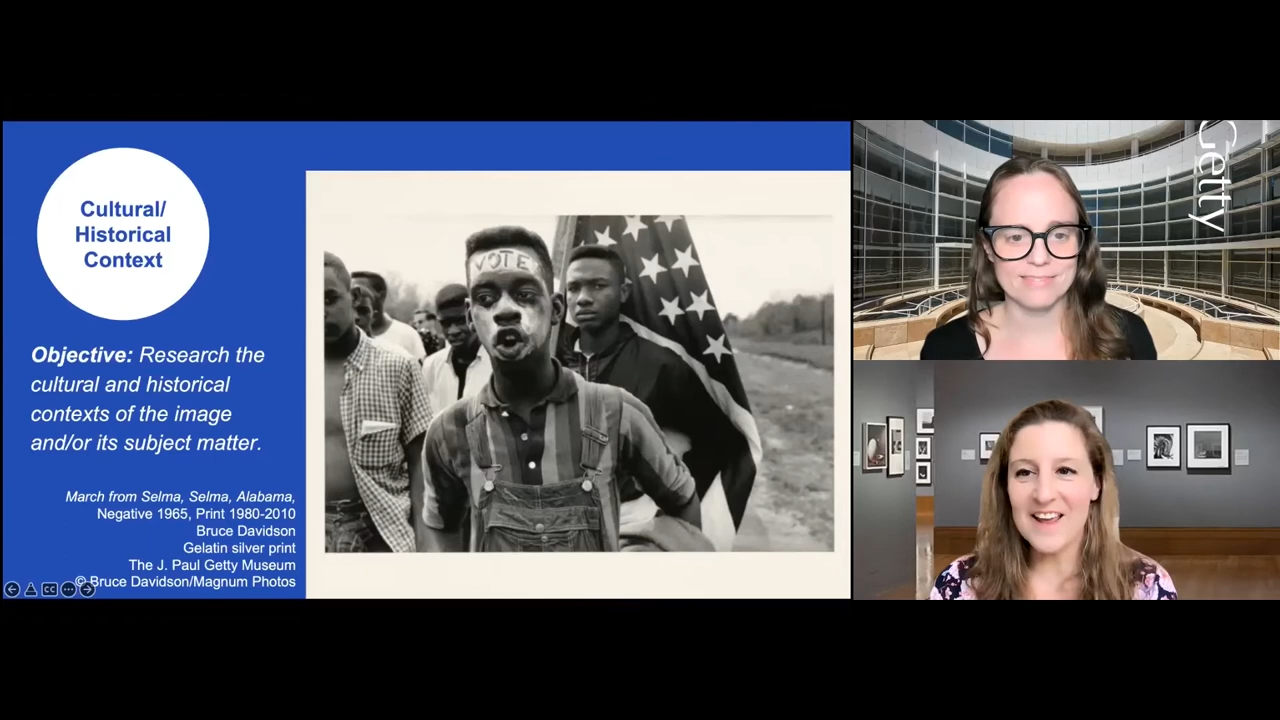 Cultural/
Historical
Context
Objective: Research the
cultural and historical
contexts of the image
and/or its subject matter.
March from Selma, Selma, Alabama,
Negative 1965, Print 1980-2010
Bruce Davidson
Gelatin silver print
The J. Paul Getty Museum
© Bruce Davidson/Magnum Photos
CC
VOTE
Getty